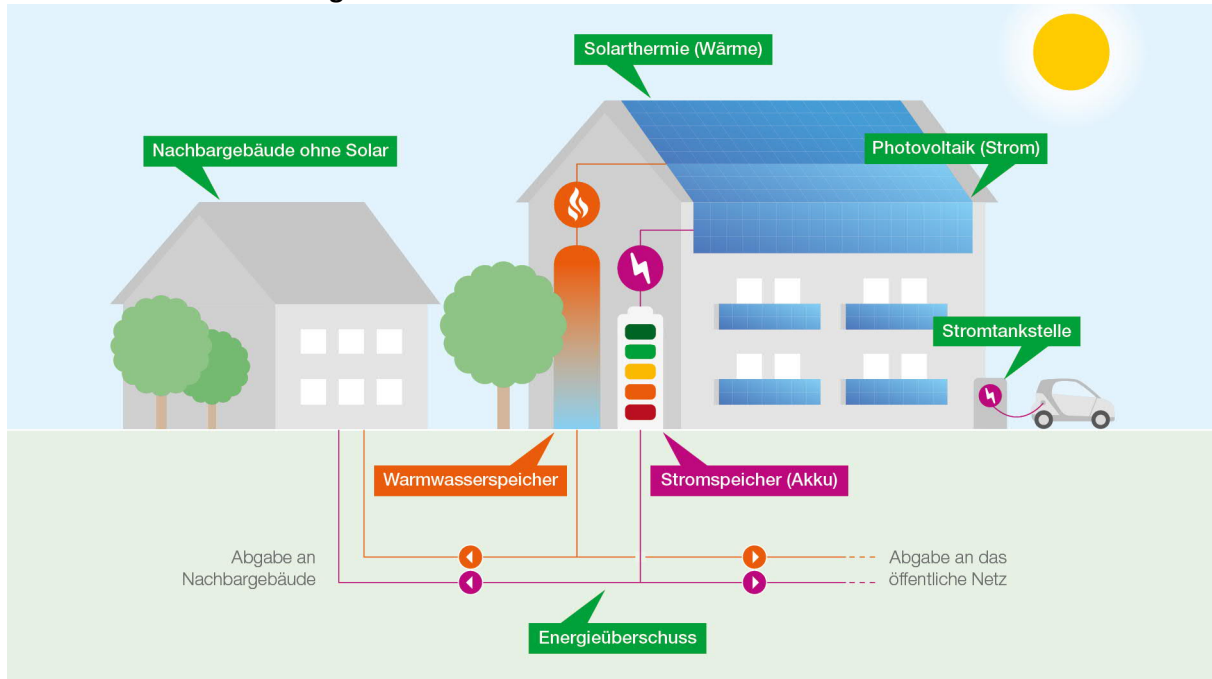 Solarthermie (Wärme)
Nachbargebäude ohne Solar
Photovoltaik (Strom)
Stromtankstelle
Warmwasserspeicher
Stromspeicher (Akku)
Abgabe an
Nachbargebäude
Abgabe an das
öffentliche Netz
Energieüberschuss